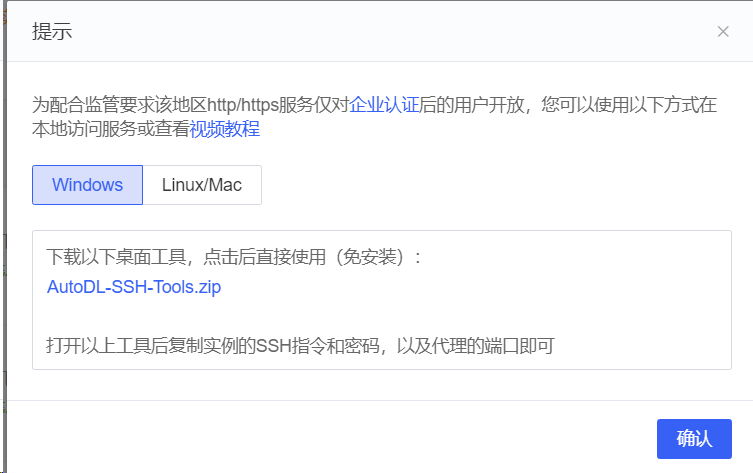 提示
为配合监管要求该地区http/https服务仅对企业认证后的用户开放，您可以使用以下方式在
本地访问服务或查看视频教程
Windows
Linux/Mac
下载以下桌面工具，点击后直接使用（免安装）：
AutoDL-SSH-Tools.zip
打开以上工具后复制实例的SSH指令和密码，以及代理的端口即可
确认